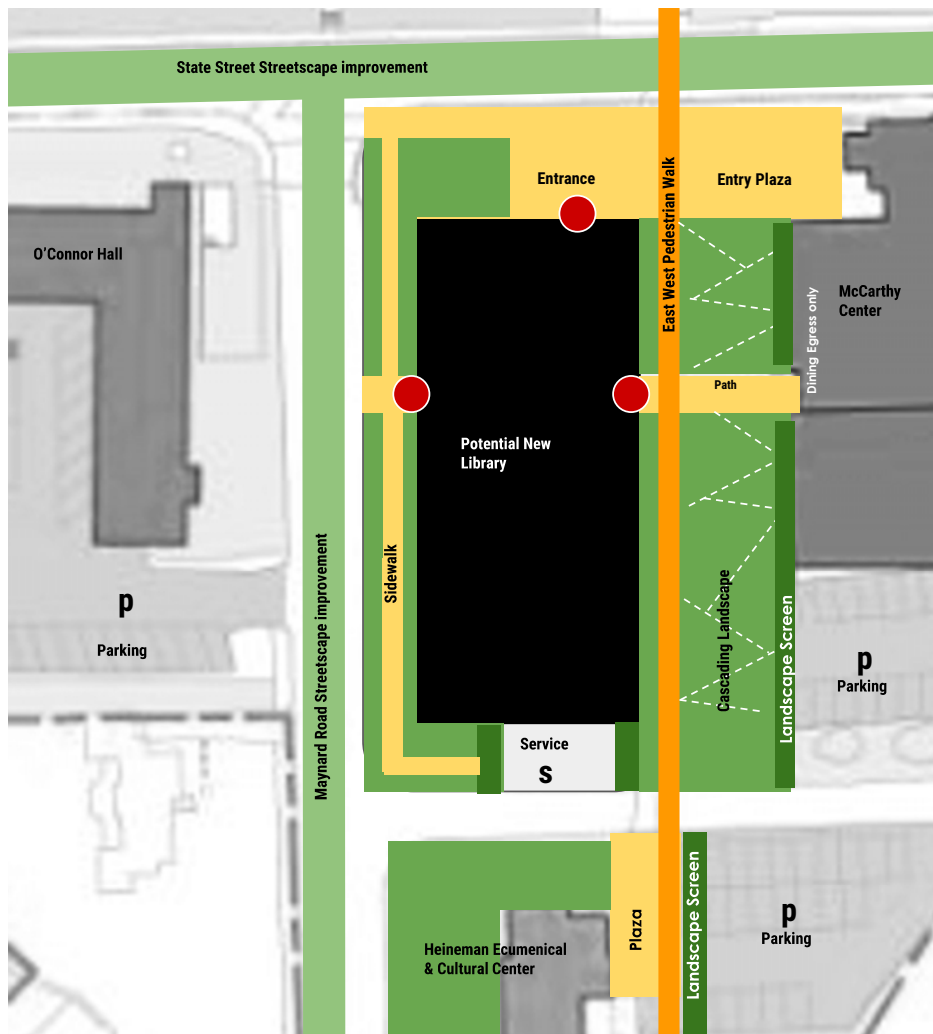 State Street Streetscape improvement
Entrance
Entry Plaza
East West Pedestrian Walk
O'Connor Hall
McCarthy
Center
Dining Egress only
Path
Potential New
Library
Sidewalk
Maynard Road Streetscape improvement
Cascading Landscape
Landscape Screen
p
Parking
p
Parking
Service
s
Landscape Screen
Plaza
p
Parking
Heineman Ecumenical
& Cultural Center